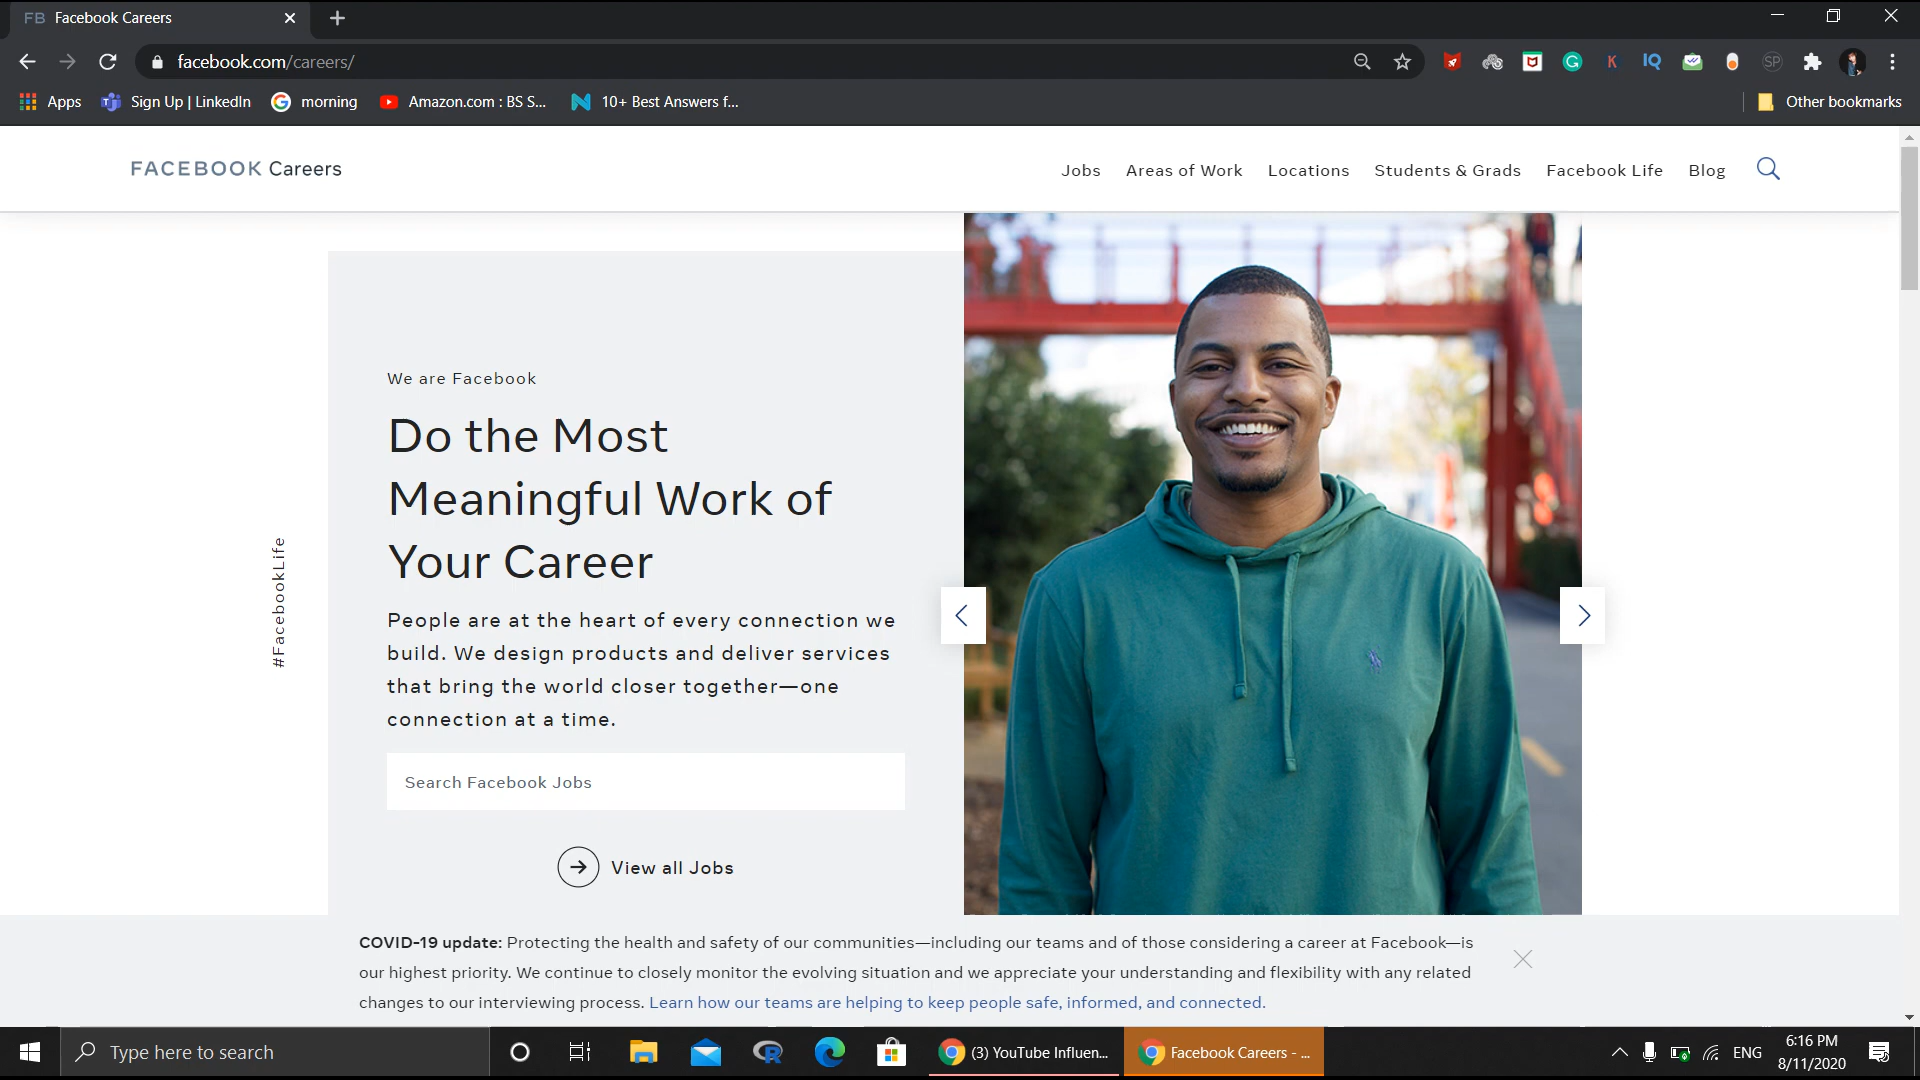 FB Facebook Careers
facebook.com/careers/
K IQ SP
Apps Sign Up | LinkedIn morning Amazon.com : BS S... 10+ Best Answers f... Other bookmarks
FACEBOOK Careers
Jobs Areas of Work Locations Students & Grads Facebook Life Blog
We are Facebook
Do the Most
Meaningful Work of
Your Career
#FacebookLife
People are at the heart of every connection we
build. We design products and deliver services
that bring the world closer together—one
connection at a time.
Search Facebook Jobs
View all Jobs
COVID-19 update: Protecting the health and safety of our communities—including our teams and of those considering a career at Facebook—is
our highest priority. We continue to closely monitor the evolving situation and we appreciate your understanding and flexibility with any related
changes to our interviewing process. Learn how our teams are helping to keep people safe, informed, and connected.
Type here to search
(3) YouTube Influen...
Facebook Careers - ...
ENG
6:16 PM
8/11/2020